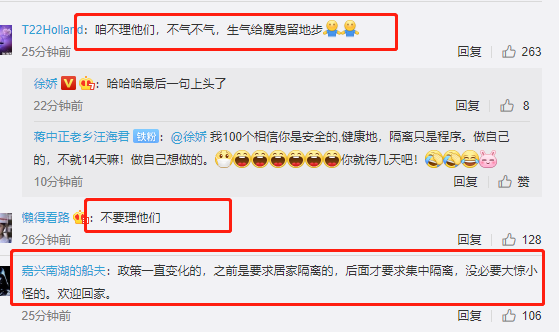 T22Holland：咱不理他们，不气不气，生气给魔鬼留地步
25分钟前 回复 263
徐娇：哈哈哈最后一句上头了
22分钟前 回复 8
蒋中正老乡汪海君 铁粉：@徐娇 我100个相信你是安全的,健康地，隔离只是程序。做自己
的，不就14天嘛！做自己想做的。你就待几天吧！
10分钟前 回复 赞
懒得看路：不要理他们
26分钟前 回复 128
嘉兴南湖的船夫：政策一直变化的，之前是要求居家隔离的，后面才要求集中隔离，没必要大惊小
怪的。欢迎回家。
25分钟前 回复 106